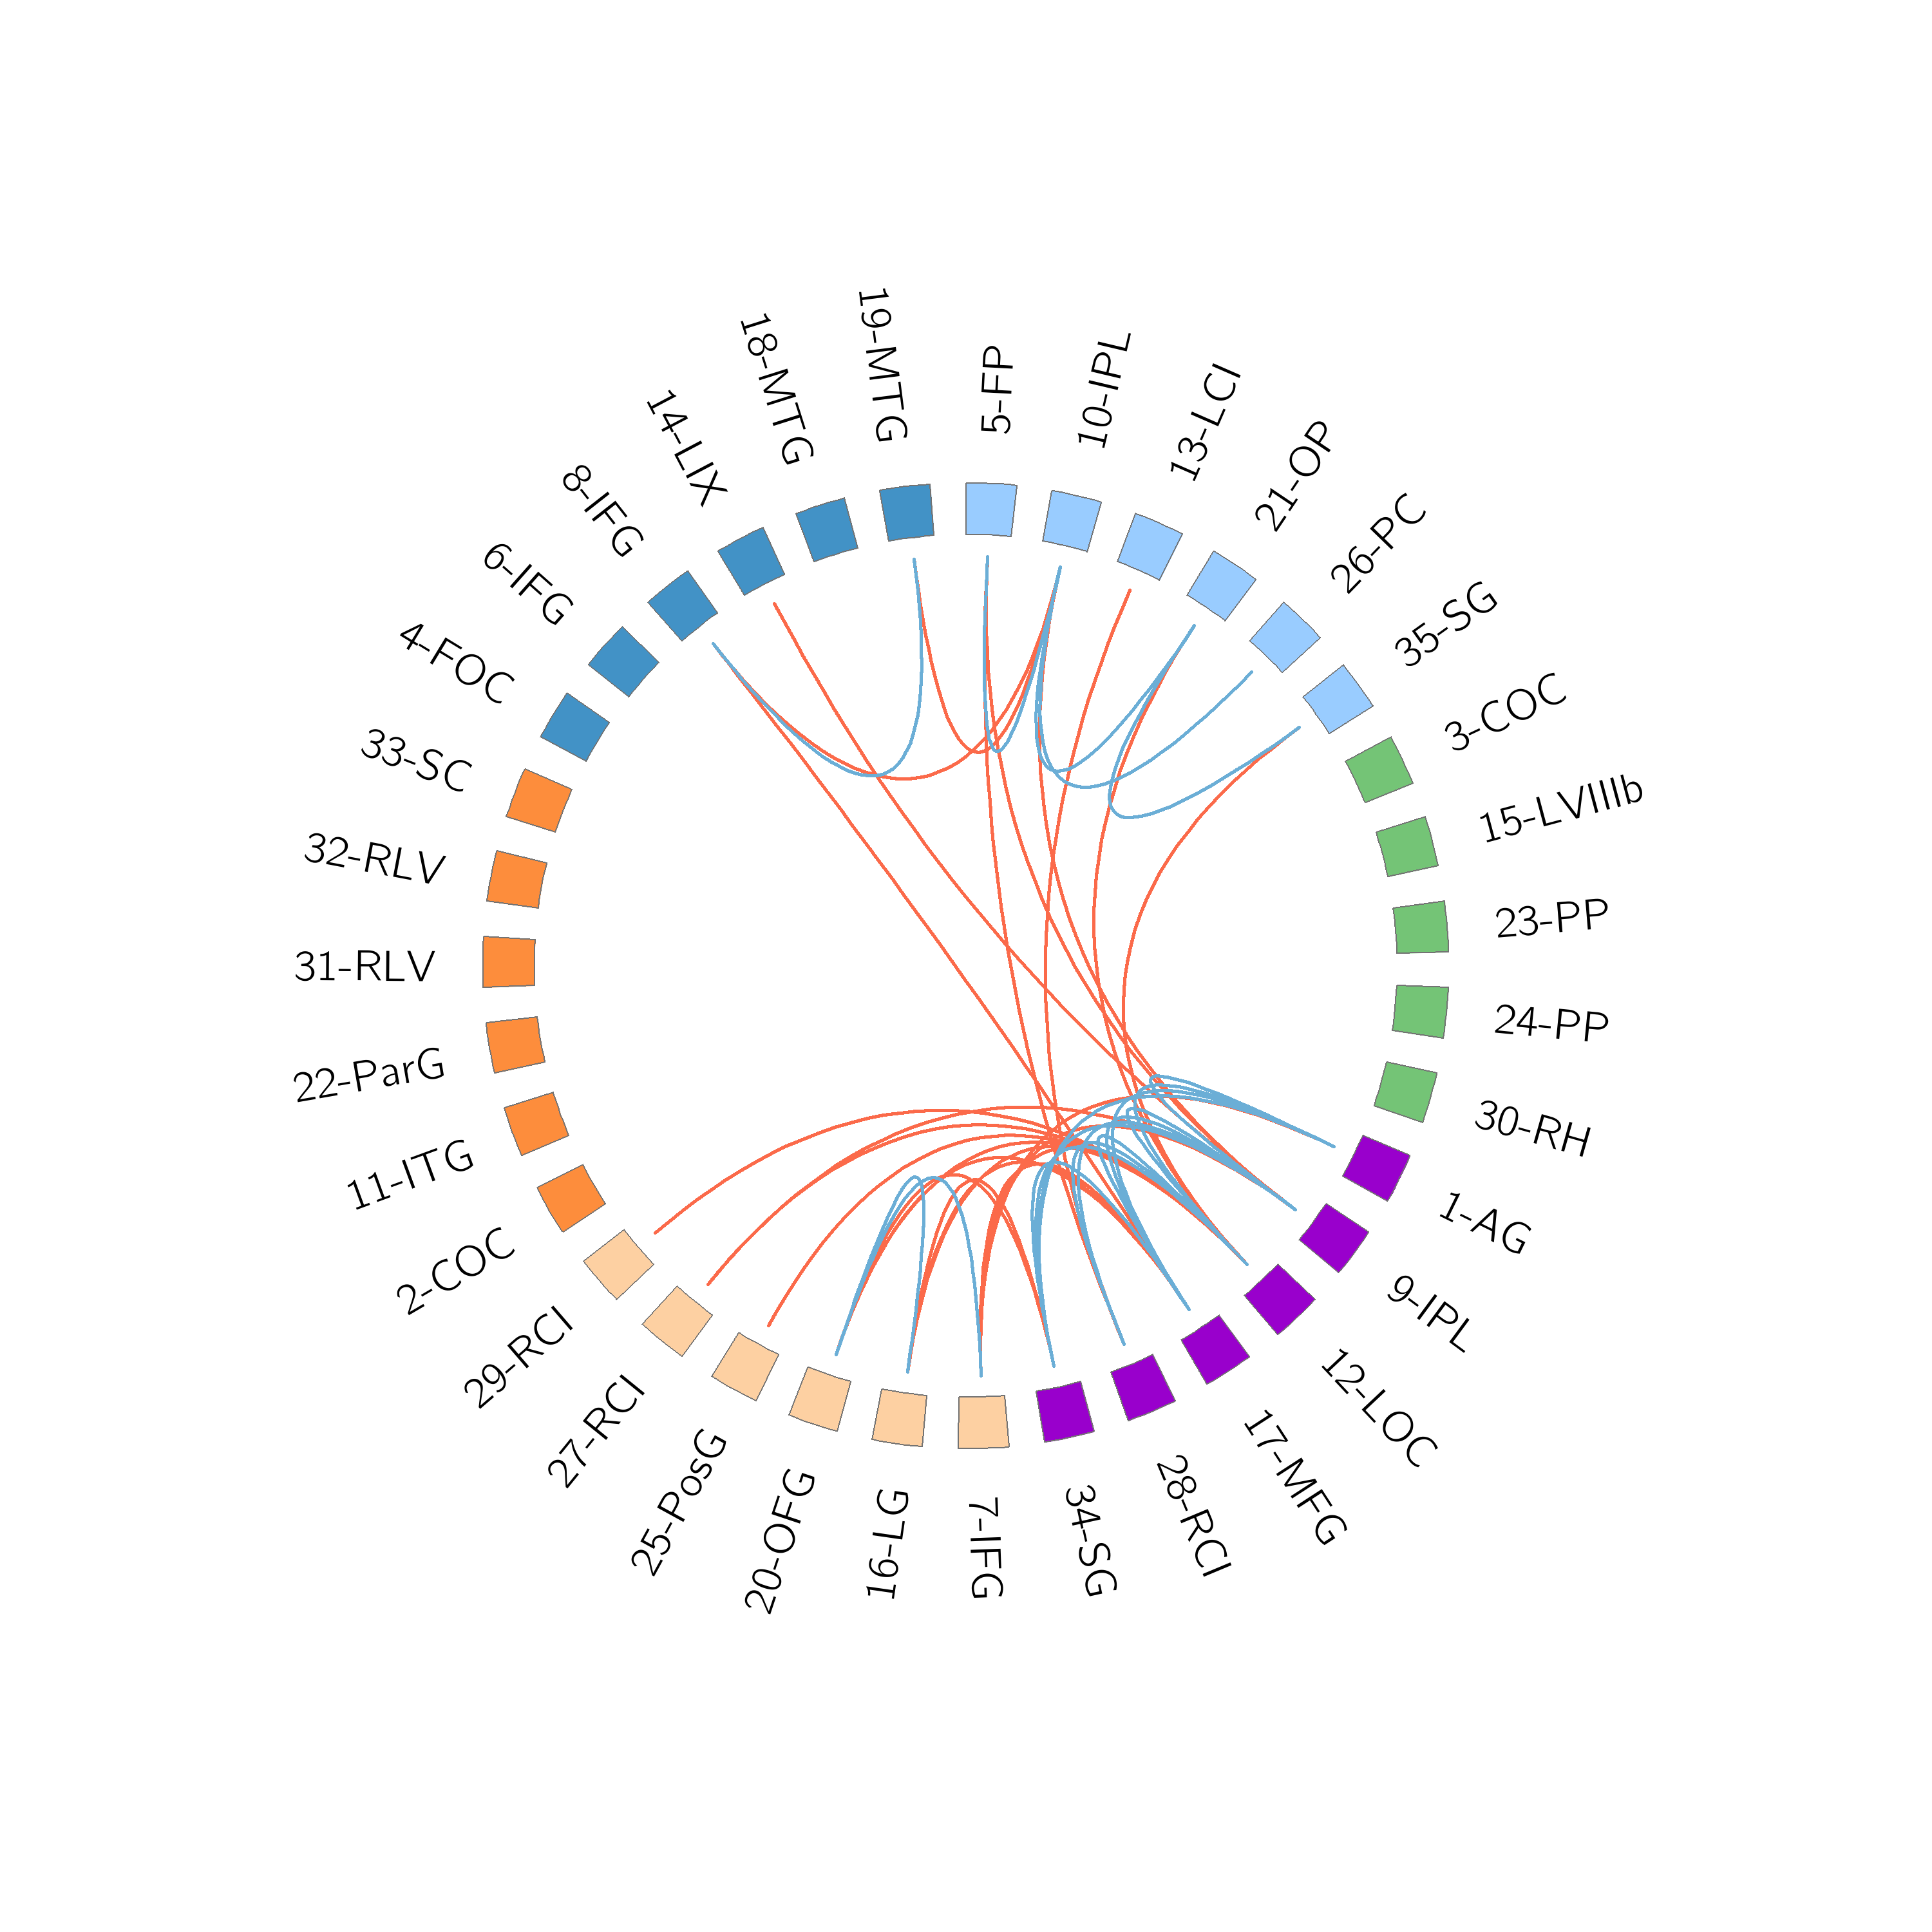 5-FP
10-IPL
13-LCI
21-OP
26-PC
35-SG
3-COC
15-LVIIIb
23-PP
24-PP
30-RH
1-AG
9-IPL
12-LOC
17-MFG
28-RCI
34-SG
7-IFG
16-LG
20-OFG
25-PosG
27-RCI
29-RCI
2-COC
11-ITG
22-ParG
31-RLV
32-RLV
33-SC
4-FOC
6-IFG
8-IFG
14-LIX
18-MTG
19-MTG